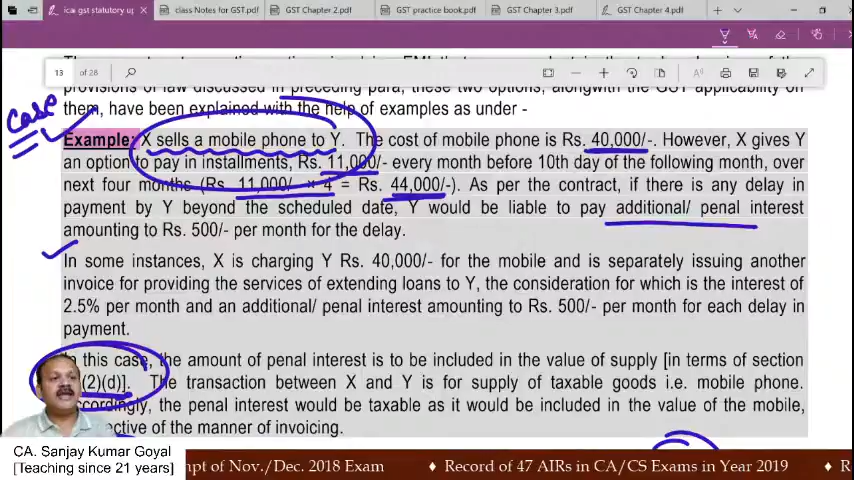 icai gst statutory up
class Notes for GST.pdf
GST Chapter 2.pdf
GST practice book.pdf
GST Chapter 3.pdf
GST Chapter 4.pdf
13 of 28
provisions of law discussed in preceding para, these two options, alongwith the GST applicability on
them, have been explained with the help of examples as under -
Case
Example: X sells a mobile phone to Y. The cost of mobile phone is Rs. 40,000/-. However, X gives Y
an option to pay in installments, Rs. 11,000/- every month before 10th day of the following month, over
next four months (Rs. 11,000/- × 4 = Rs. 44,000/-). As per the contract, if there is any delay in
payment by Y beyond the scheduled date, Y would be liable to pay additional/ penal interest
amounting to Rs. 500/- per month for the delay.
In some instances, X is charging Y Rs. 40,000/- for the mobile and is separately issuing another
invoice for providing the services of extending loans to Y, the consideration for which is the interest of
2.5% per month and an additional/ penal interest amounting to Rs. 500/- per month for each delay in
payment.
In this case, the amount of penal interest is to be included in the value of supply [in terms of section
(2)(d)]. The transaction between X and Y is for supply of taxable goods i.e. mobile phone.
cordingly, the penal interest would be taxable as it would be included in the value of the mobile,
ective of the manner of invoicing.
CA. Sanjay Kumar Goyal
[Teaching since 21 years]
mpt of Nov./Dec. 2018 Exam ♦ Record of 47 AIRs in CA/CS Exams in Year 2019 ♦ R